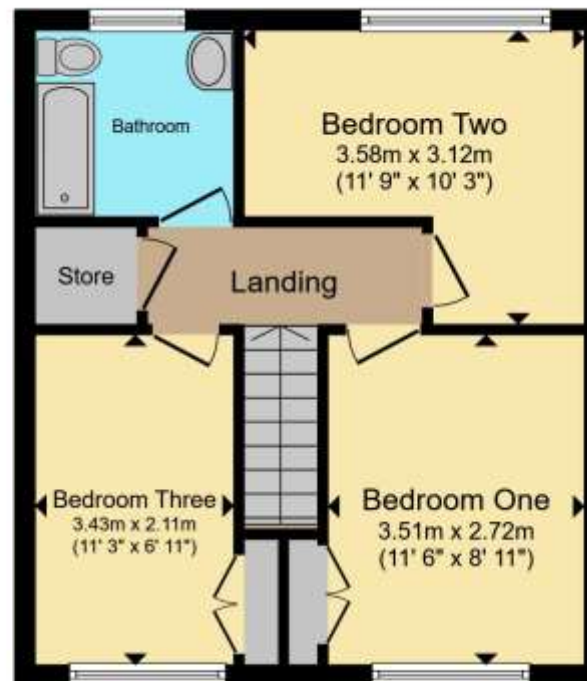 Bathroom
Bedroom Two
3.58m x 3.12m
(11' 9" x 10' 3")
Store
Landing
Bedroom Three
3.43m x 2.11m
(11' 3" x 6' 11")
Bedroom One
3.51m x 2.72m
(11' 6" x 8' 11")